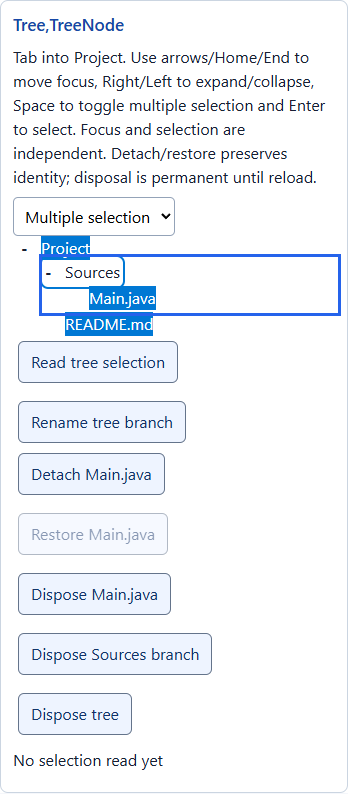 Tree,TreeNode
Tab into Project. Use arrows/Home/End to
move focus, Right/Left to expand/collapse,
Space to toggle multiple selection and Enter
to select. Focus and selection are
independent. Detach/restore preserves
identity; disposal is permanent until reload.
Multiple selection
- Project
- Sources
Main.java
README.md
Read tree selection
Rename tree branch
Detach Main.java
Restore Main.java
Dispose Main.java
Dispose Sources branch
Dispose tree
No selection read yet